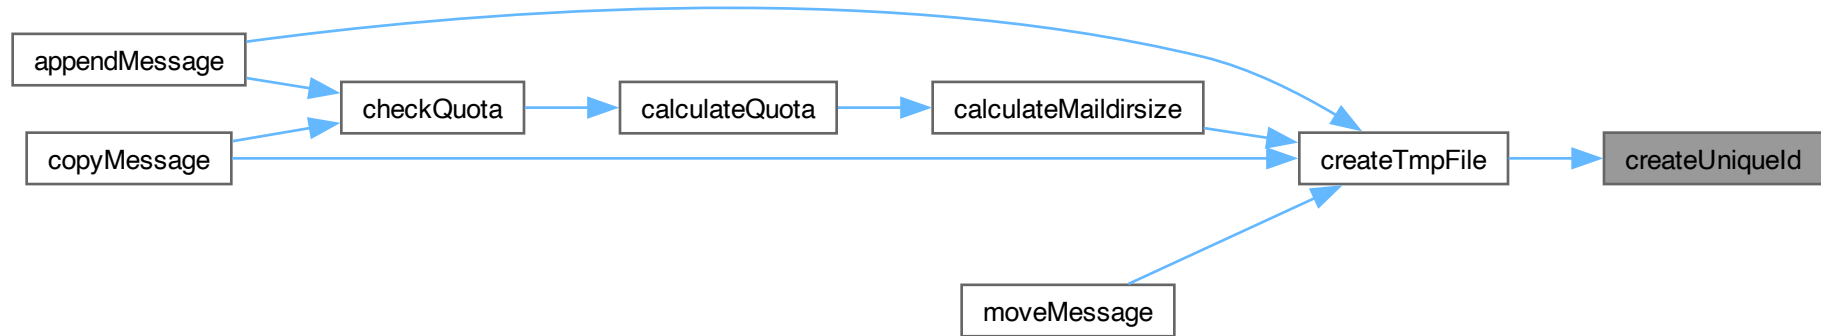 appendMessage
checkQuota
calculateQuota
calculateMaildirsize
copyMessage
createTmpFile
createUniqueId
moveMessage